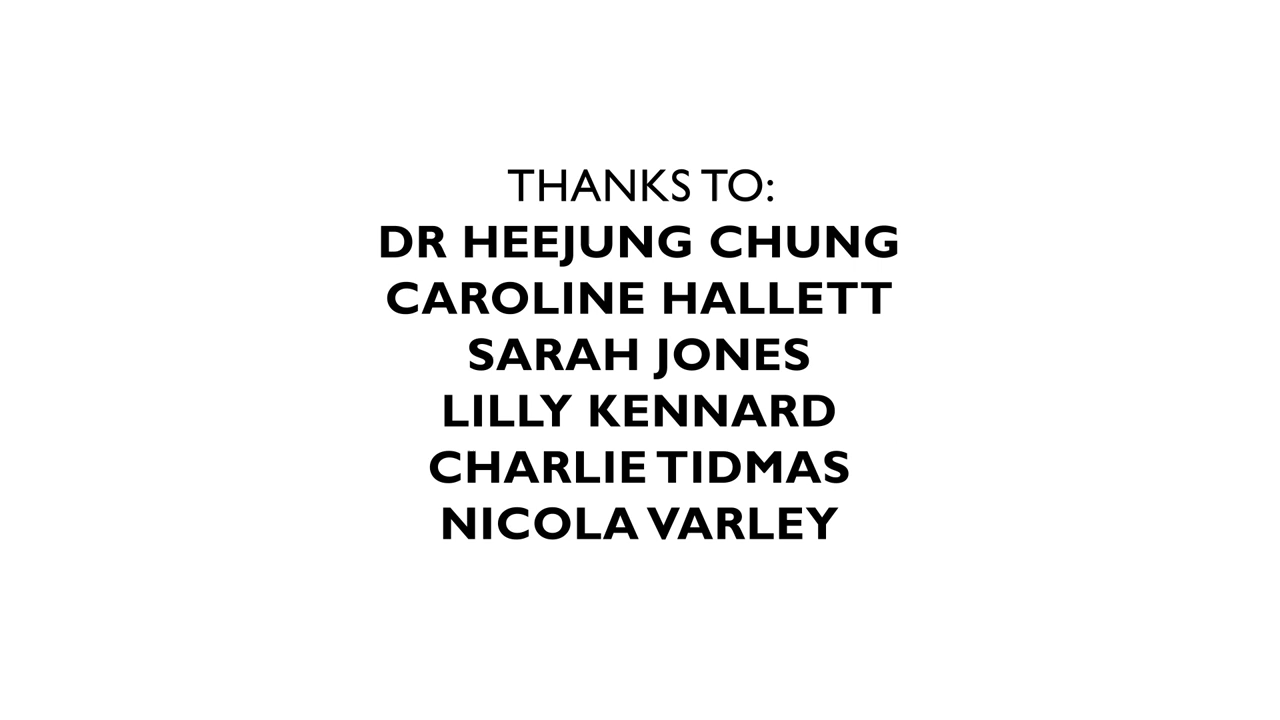 THANKS TO:
DR HEEJUNG CHUNG
CAROLINE HALLETT
SARAH JONES
LILLY KENNARD
CHARLIE TIDMAS
NICOLA VARLEY